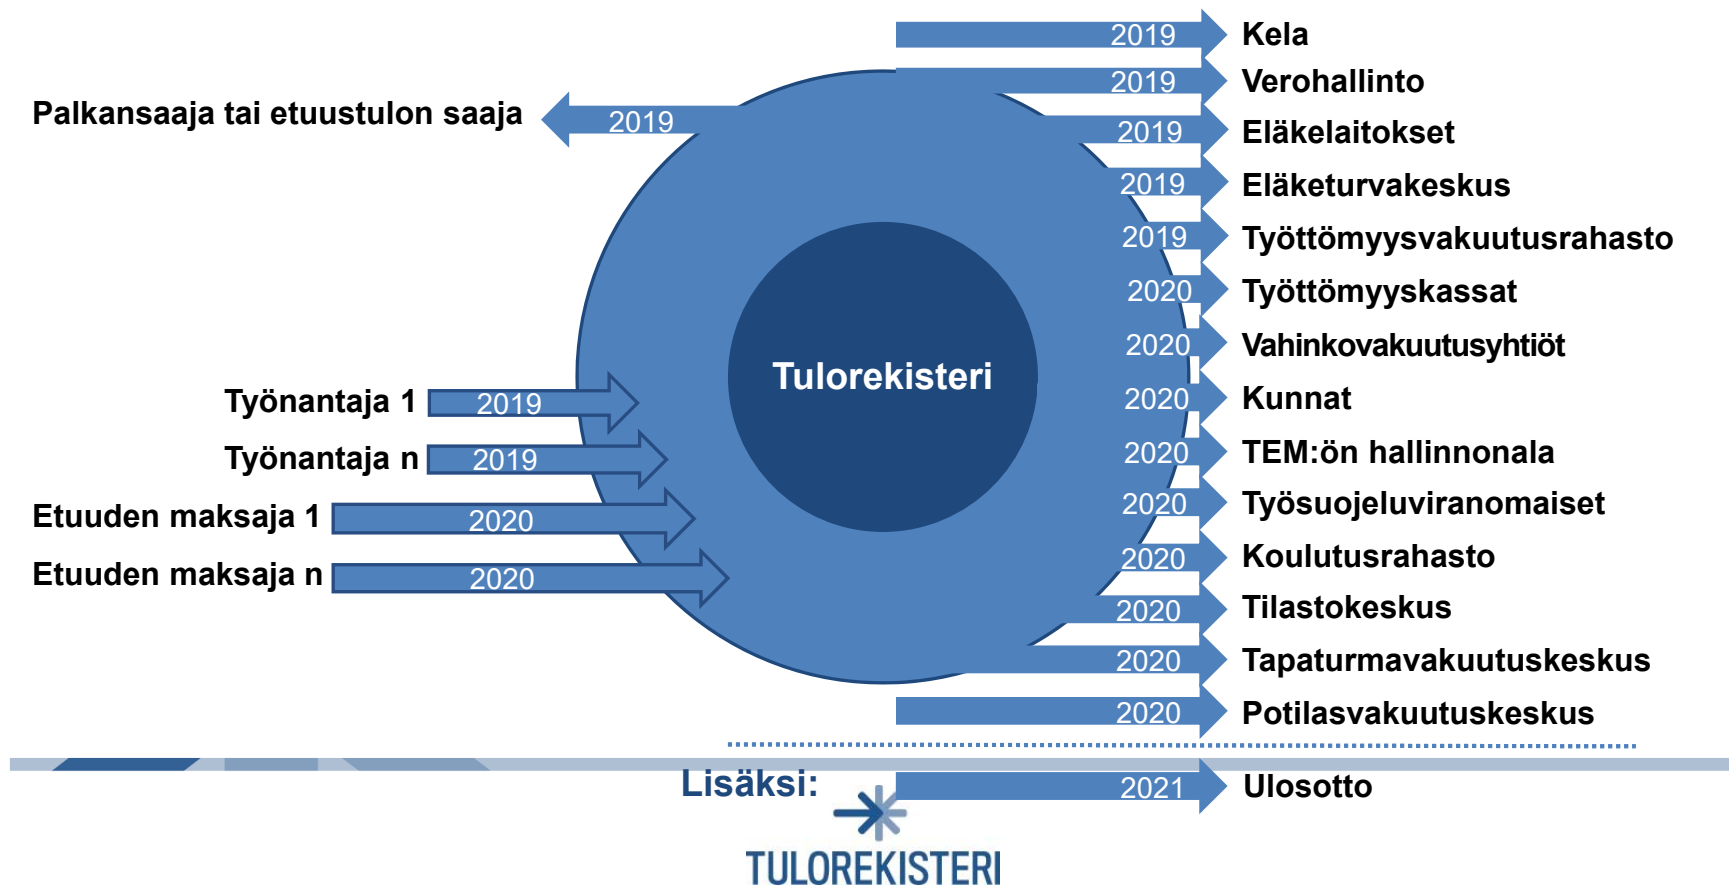 2019 Kela
2019 Verohallinto
Palkansaaja tai etuustulon saaja 2019
2019 Eläkelaitokset
2019 Eläketurvakeskus
2019 Työttömyysvakuutusrahasto
2020 Työttömyyskassat
2020 Vahinkovakuutusyhtiöt
Tulorekisteri
2020 Kunnat
Työnantaja 1 2019
2020 TEM:ön hallinnonala
Työnantaja n 2019
2020 Työsuojeluviranomaiset
Etuuden maksaja 1 2020
2020 Koulutusrahasto
Etuuden maksaja n 2020
2020 Tilastokeskus
2020 Tapaturmavakuutuskeskus
2020 Potilasvakuutuskeskus
Lisäksi: 2021 Ulosotto
TULOREKISTERI